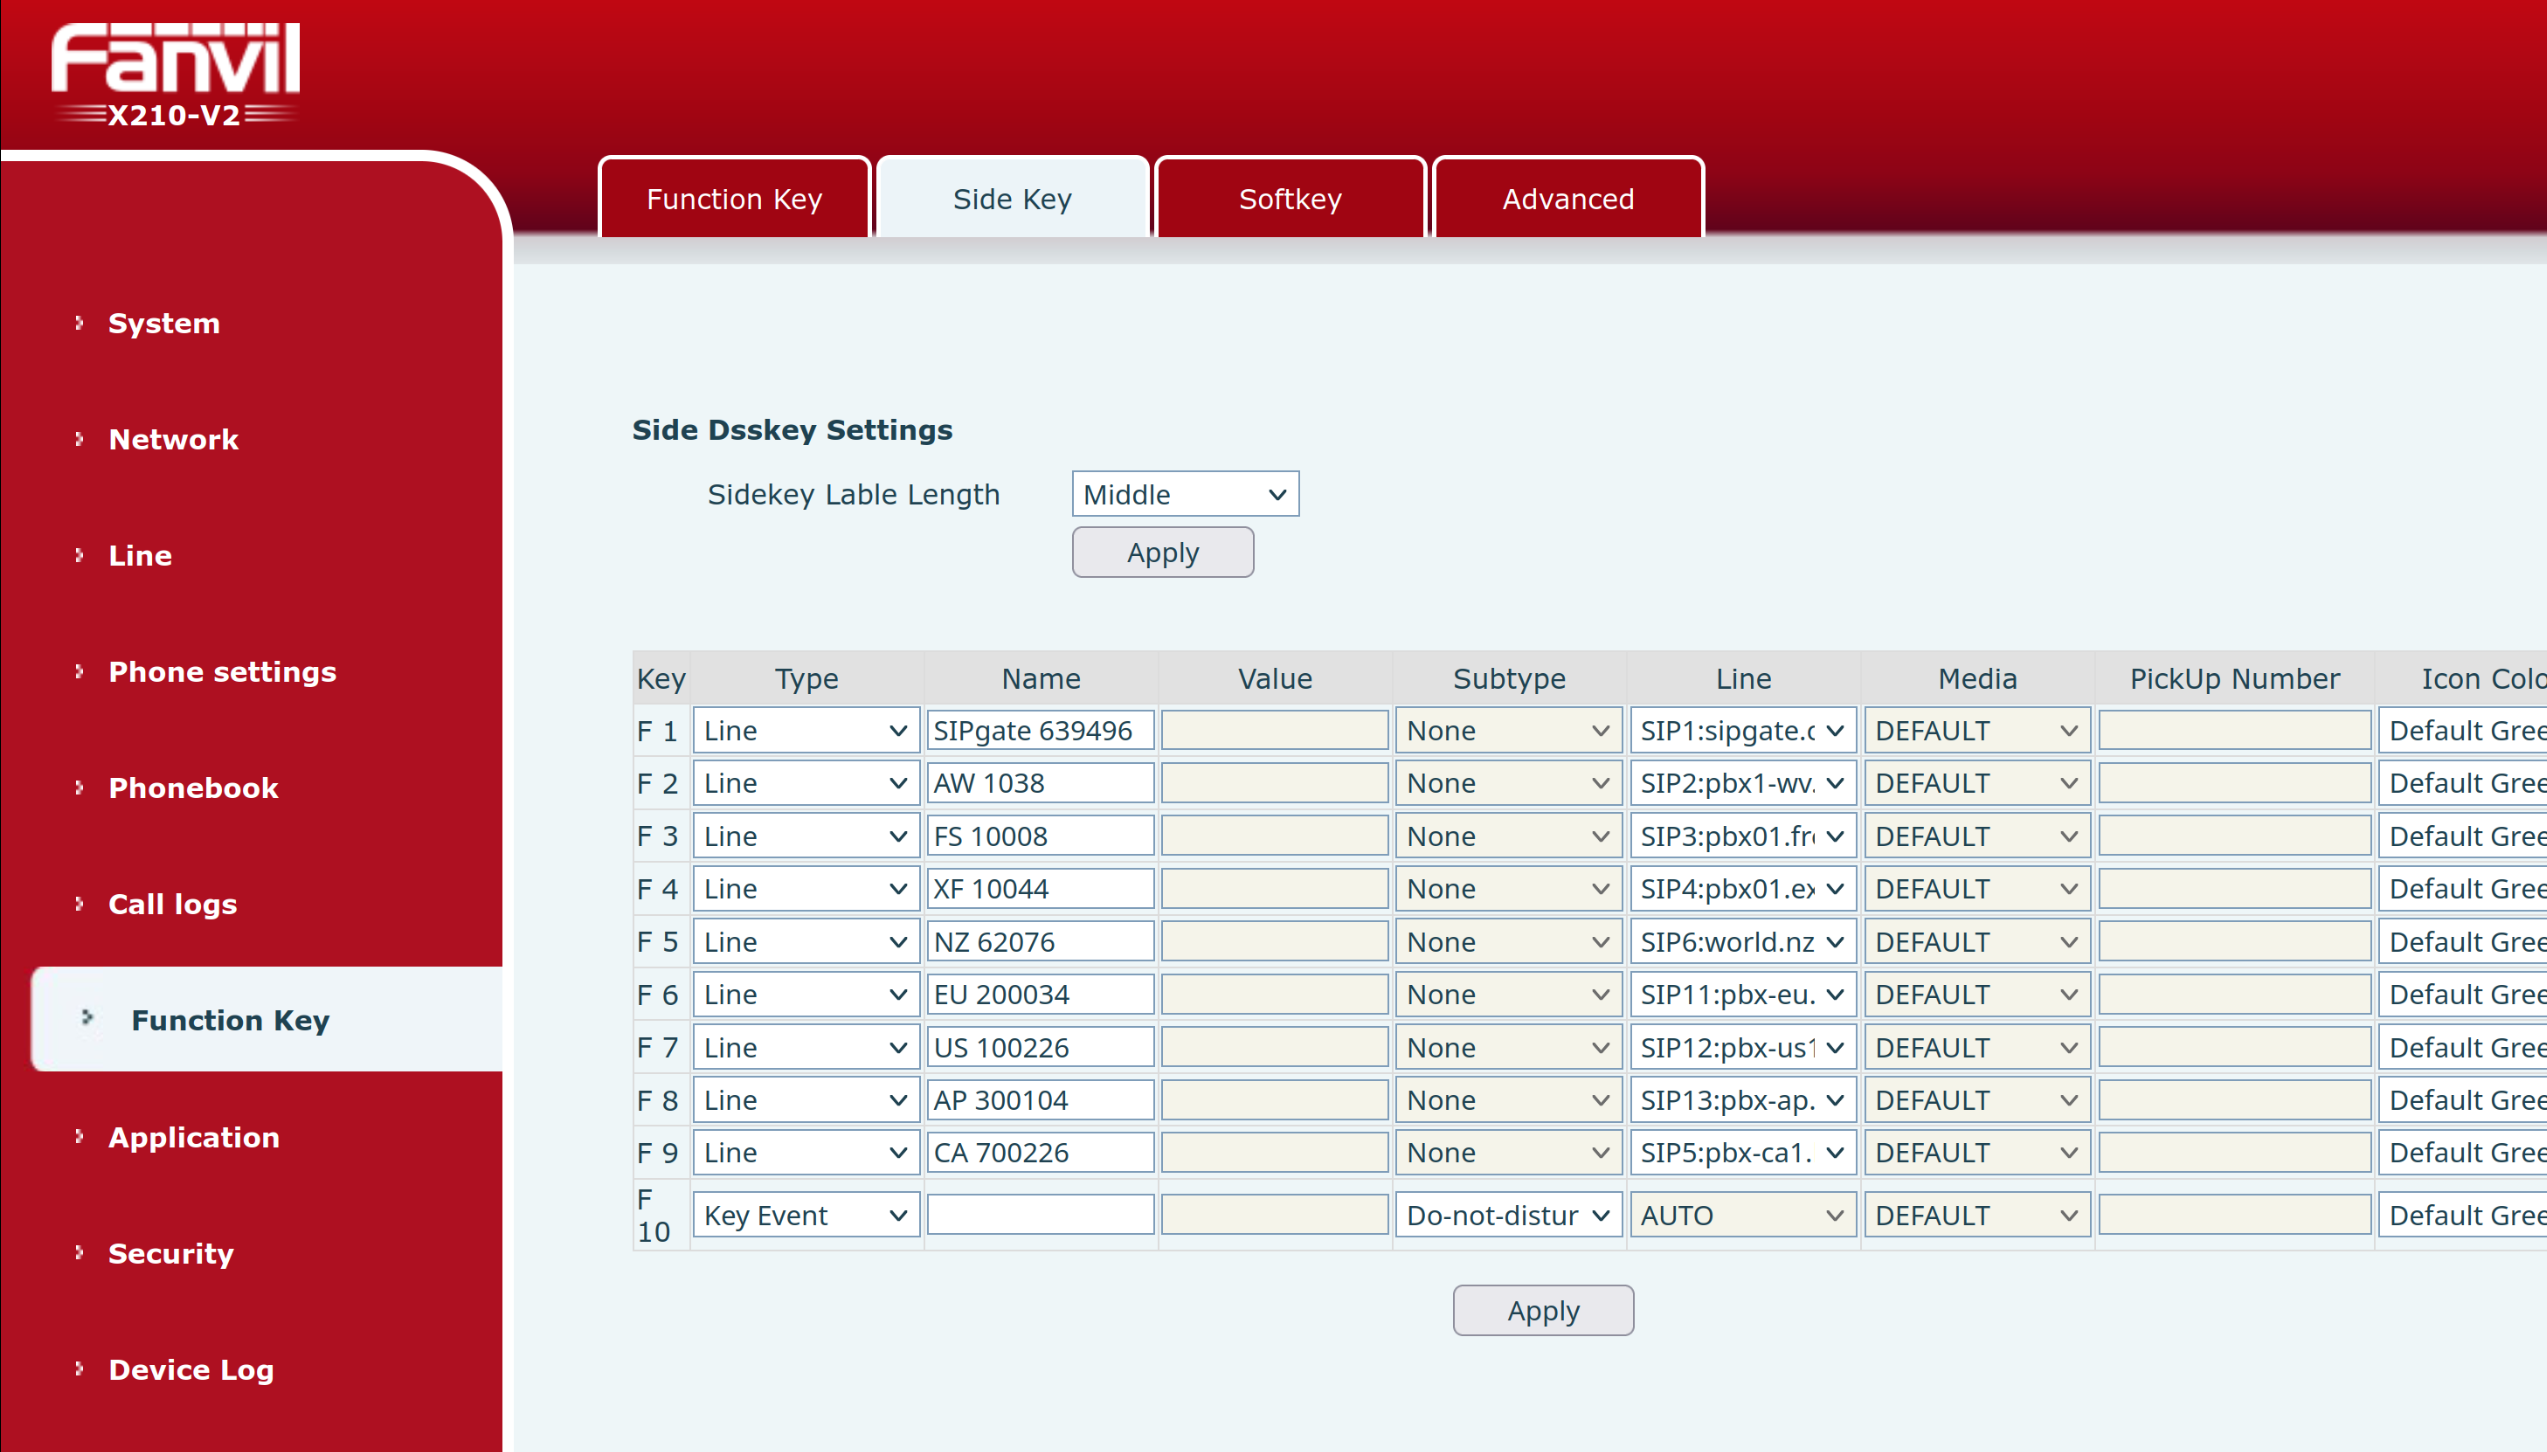 Fanvil
X210-V2
Function Key Side Key Softkey Advanced
System
Network
Line
Phone settings
Phonebook
Call logs
Function Key
Application
Security
Device Log
Side Dsskey Settings
Sidekey Lable Length Middle
Apply
Key Type Name Value Subtype Line Media PickUp Number Icon Colo
F 1 Line SIPgate 639496 None SIP1:sipgate.c DEFAULT Default Gree
F 2 Line AW 1038 None SIP2:pbx1-wv. DEFAULT Default Gree
F 3 Line FS 10008 None SIP3:pbx01.fr DEFAULT Default Gree
F 4 Line XF 10044 None SIP4:pbx01.ex DEFAULT Default Gree
F 5 Line NZ 62076 None SIP6:world.nz DEFAULT Default Gree
F 6 Line EU 200034 None SIP11:pbx-eu. DEFAULT Default Gree
F 7 Line US 100226 None SIP12:pbx-us1 DEFAULT Default Gree
F 8 Line AP 300104 None SIP13:pbx-ap. DEFAULT Default Gree
F 9 Line CA 700226 None SIP5:pbx-ca1. DEFAULT Default Gree
F 10 Key Event Do-not-distur AUTO DEFAULT Default Gree
Apply